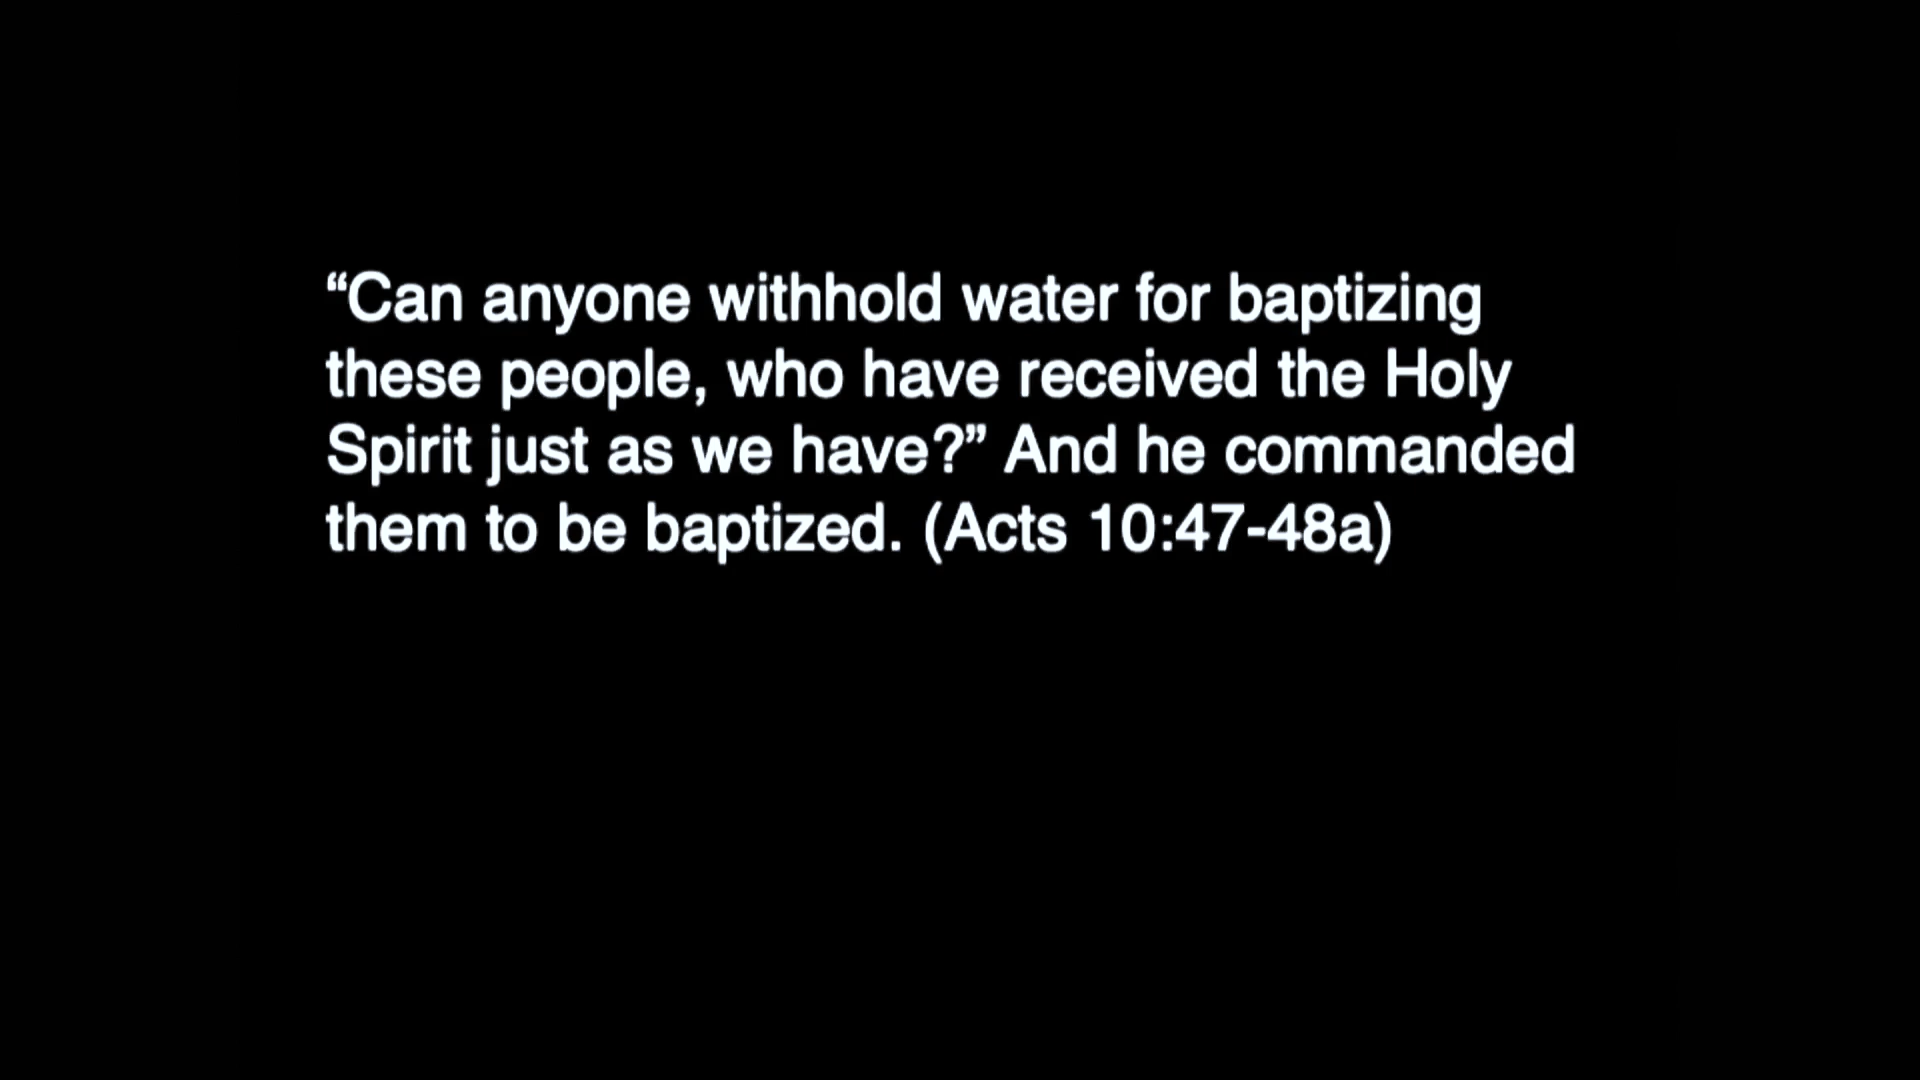 “Can anyone withhold water for baptizing
these people, who have received the Holy
Spirit just as we have?” And he commanded
them to be baptized. (Acts 10:47-48a)